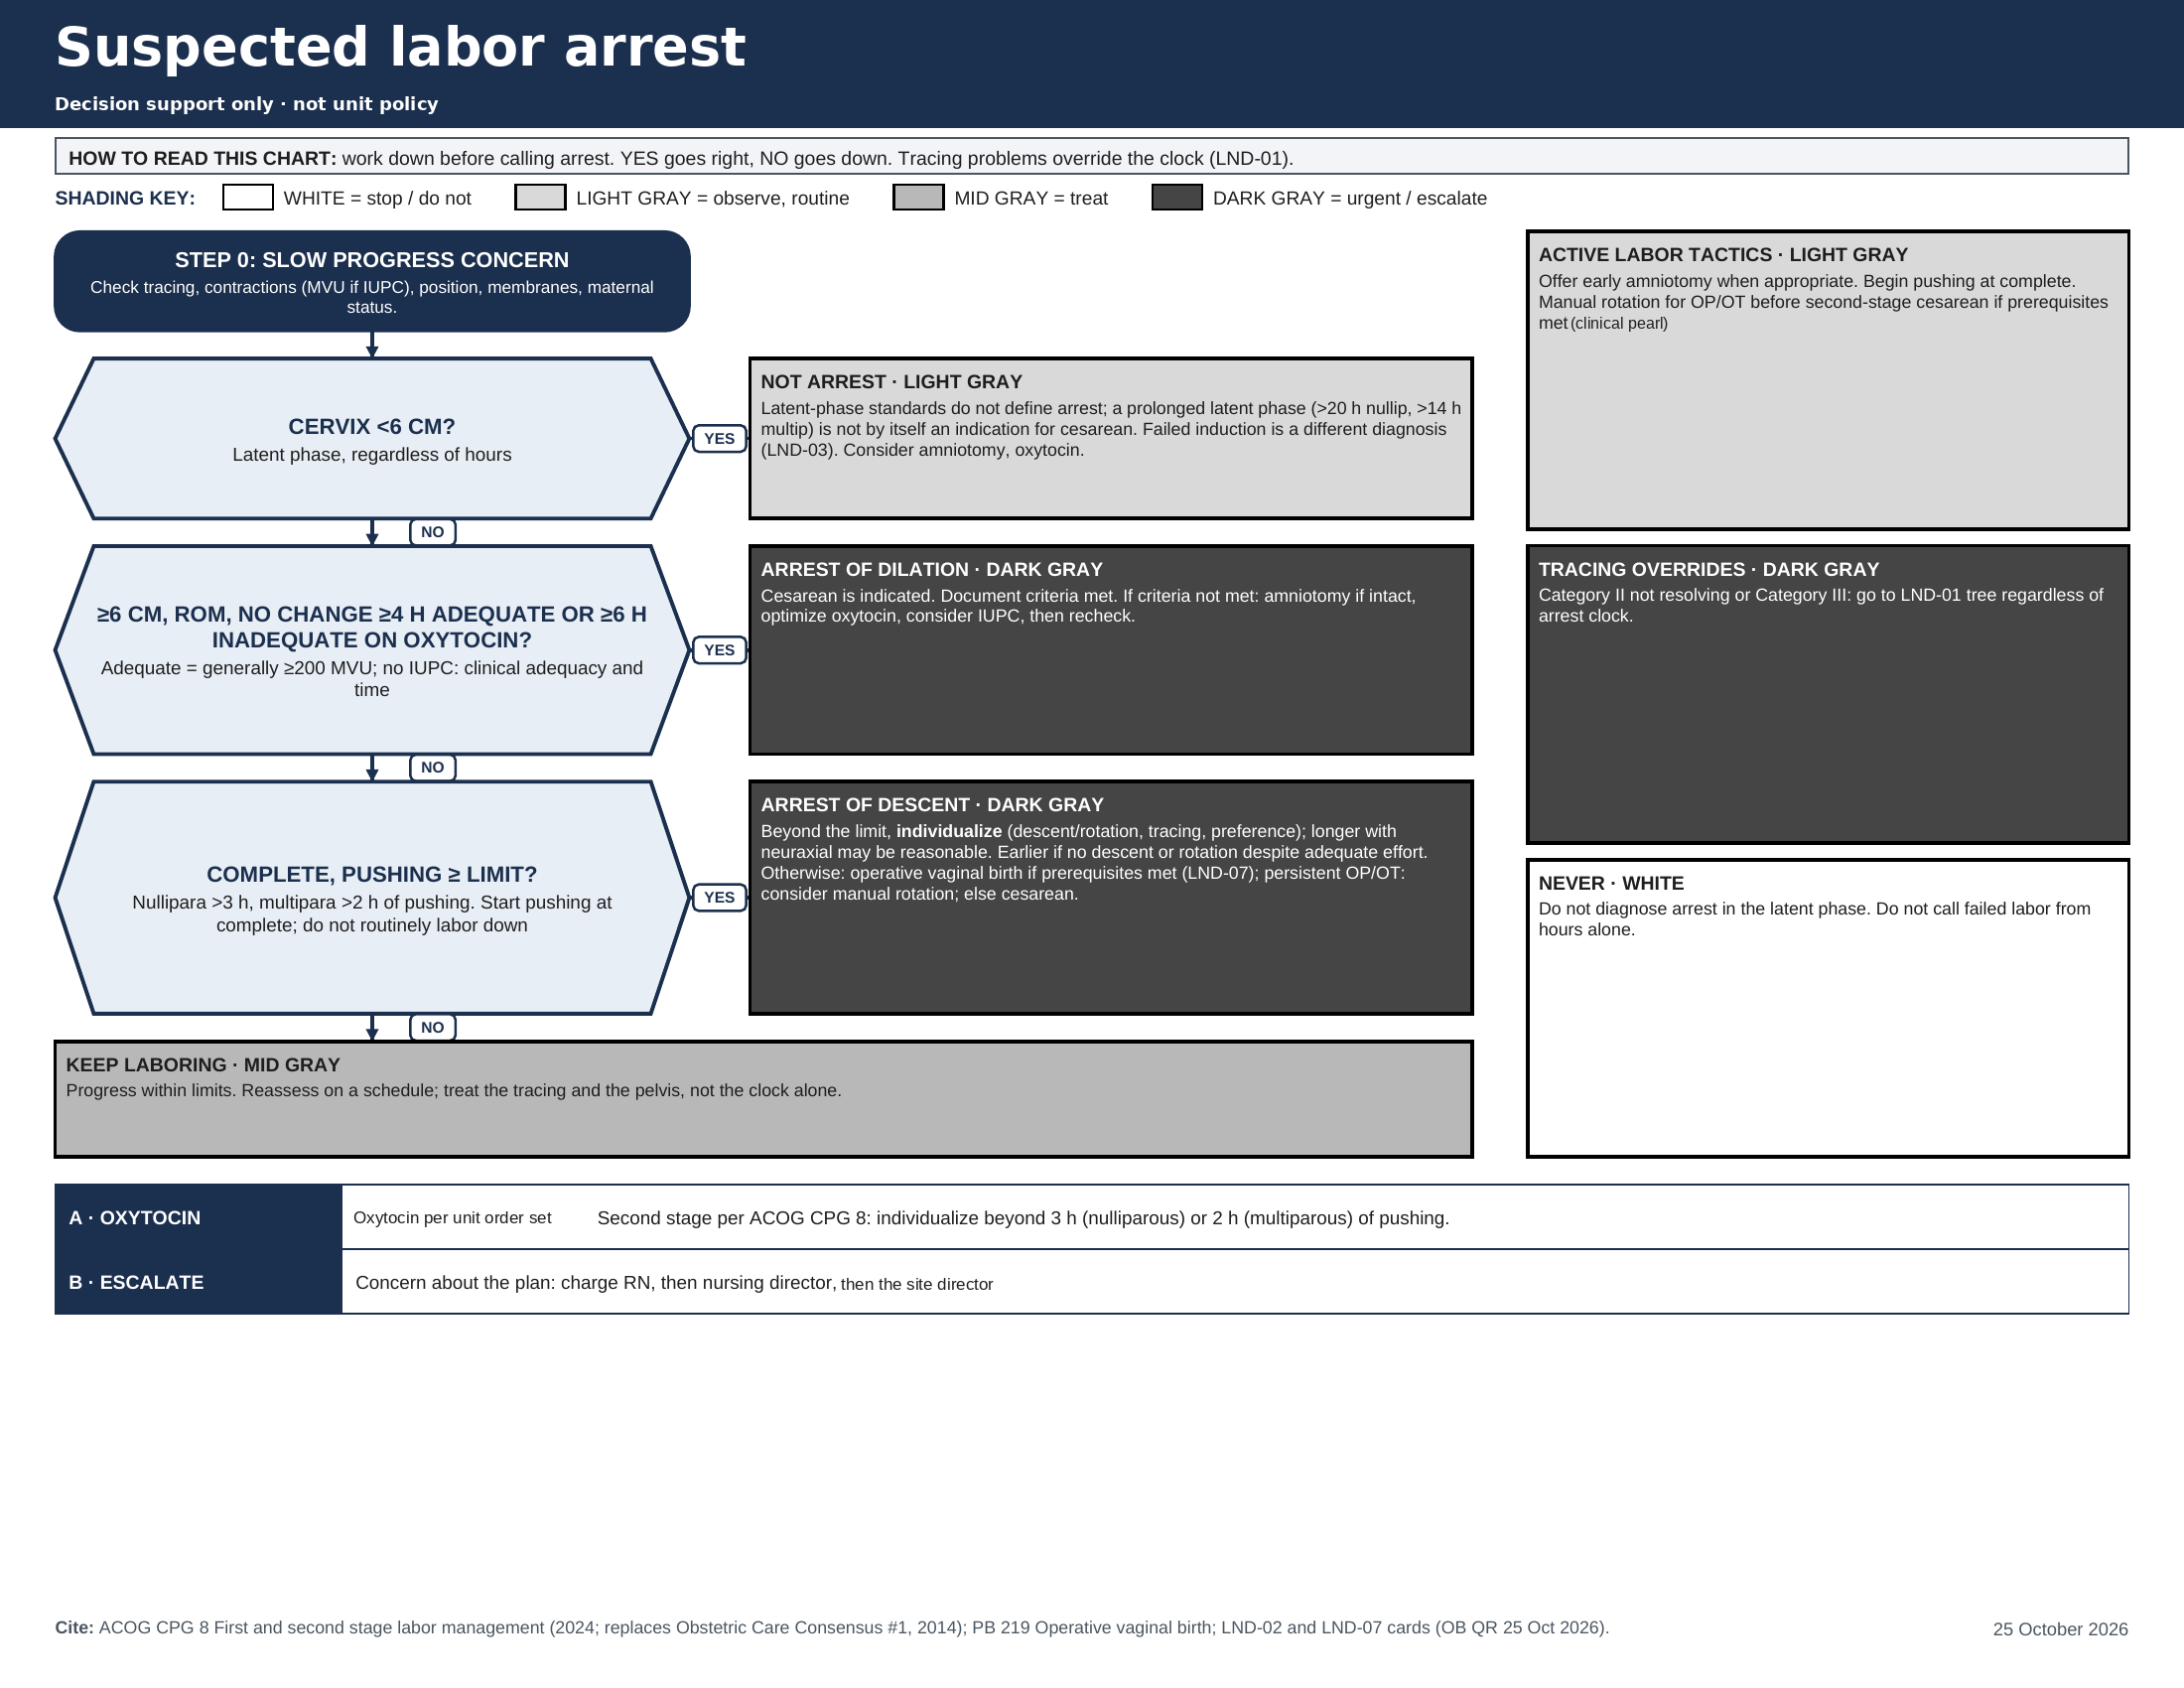 Suspected labor arrest
Decision support only · not unit policy
HOW TO READ THIS CHART: work down before calling arrest. YES goes right, NO goes down. Tracing problems override the clock (LND-01).
SHADING KEY: WHITE = stop / do not LIGHT GRAY = observe, routine MID GRAY = treat DARK GRAY = urgent / escalate
STEP 0: SLOW PROGRESS CONCERN
Check tracing, contractions (MVU if IUPC), position, membranes, maternal
status.
CERVIX <6 CM?
Latent phase, regardless of hours
YES
NOT ARREST · LIGHT GRAY
Latent-phase standards do not define arrest; a prolonged latent phase (>20 h nullip, >14 h
multip) is not by itself an indication for cesarean. Failed induction is a different diagnosis
(LND-03). Consider amniotomy, oxytocin.
NO
≥6 CM, ROM, NO CHANGE ≥4 H ADEQUATE OR ≥6 H
INADEQUATE ON OXYTOCIN?
Adequate = generally ≥200 MVU; no IUPC: clinical adequacy and
time
YES
ARREST OF DILATION · DARK GRAY
Cesarean is indicated. Document criteria met. If criteria not met: amniotomy if intact,
optimize oxytocin, consider IUPC, then recheck.
NO
COMPLETE, PUSHING ≥ LIMIT?
Nullipara >3 h, multipara >2 h of pushing. Start pushing at
complete; do not routinely labor down
YES
ARREST OF DESCENT · DARK GRAY
Beyond the limit, individualize (descent/rotation, tracing, preference); longer with
neuraxial may be reasonable. Earlier if no descent or rotation despite adequate effort.
Otherwise: operative vaginal birth if prerequisites met (LND-07); persistent OP/OT:
consider manual rotation; else cesarean.
NO
KEEP LABORING · MID GRAY
Progress within limits. Reassess on a schedule; treat the tracing and the pelvis, not the clock alone.
ACTIVE LABOR TACTICS · LIGHT GRAY
Offer early amniotomy when appropriate. Begin pushing at complete.
Manual rotation for OP/OT before second-stage cesarean if prerequisites
met (clinical pearl)
TRACING OVERRIDES · DARK GRAY
Category II not resolving or Category III: go to LND-01 tree regardless of
arrest clock.
NEVER · WHITE
Do not diagnose arrest in the latent phase. Do not call failed labor from
hours alone.
A · OXYTOCIN
Oxytocin per unit order set Second stage per ACOG CPG 8: individualize beyond 3 h (nulliparous) or 2 h (multiparous) of pushing.
B · ESCALATE
Concern about the plan: charge RN, then nursing director, then the site director
Cite: ACOG CPG 8 First and second stage labor management (2024; replaces Obstetric Care Consensus #1, 2014); PB 219 Operative vaginal birth; LND-02 and LND-07 cards (OB QR 25 Oct 2026).
25 October 2026